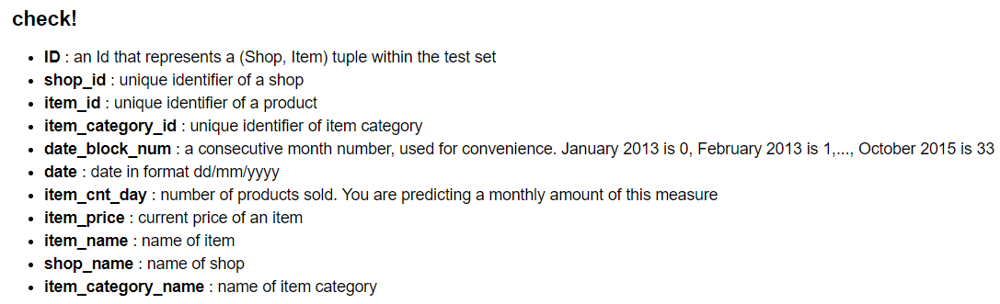 check!
• ID : an Id that represents a (Shop, Item) tuple within the test set
• shop_id : unique identifier of a shop
• item_id : unique identifier of a product
• item_category_id : unique identifier of item category
• date_block_num : a consecutive month number, used for convenience. January 2013 is 0, February 2013 is 1,..., October 2015 is 33
• date : date in format dd/mm/yyyy
• item_cnt_day : number of products sold. You are predicting a monthly amount of this measure
• item_price : current price of an item
• item_name : name of item
• shop_name : name of shop
• item_category_name : name of item category